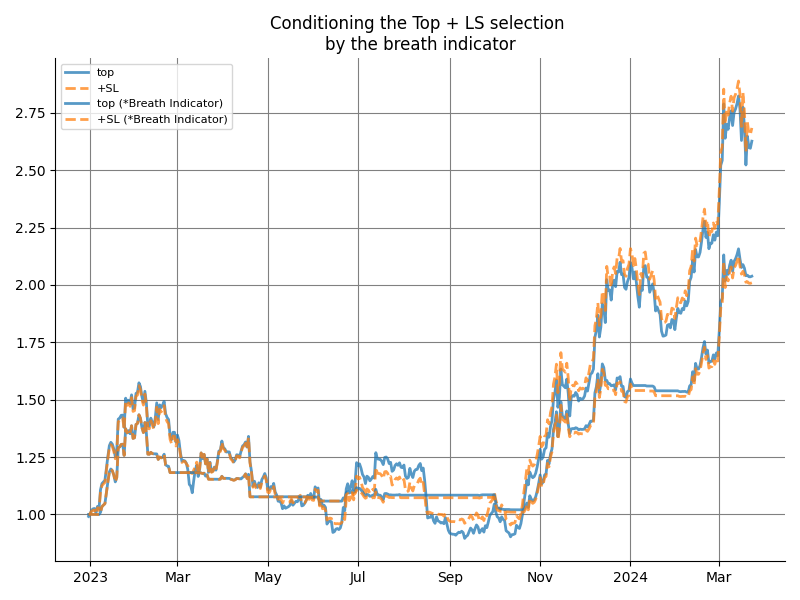 Conditioning the Top + LS selection
by the breath indicator
top
+SL
top (*Breath Indicator)
+SL (*Breath Indicator)
2.75
2.50
2.25
2.00
1.75
1.50
1.25
1.00
2023
Mar
May
Jul
Sep
Nov
2024
Mar